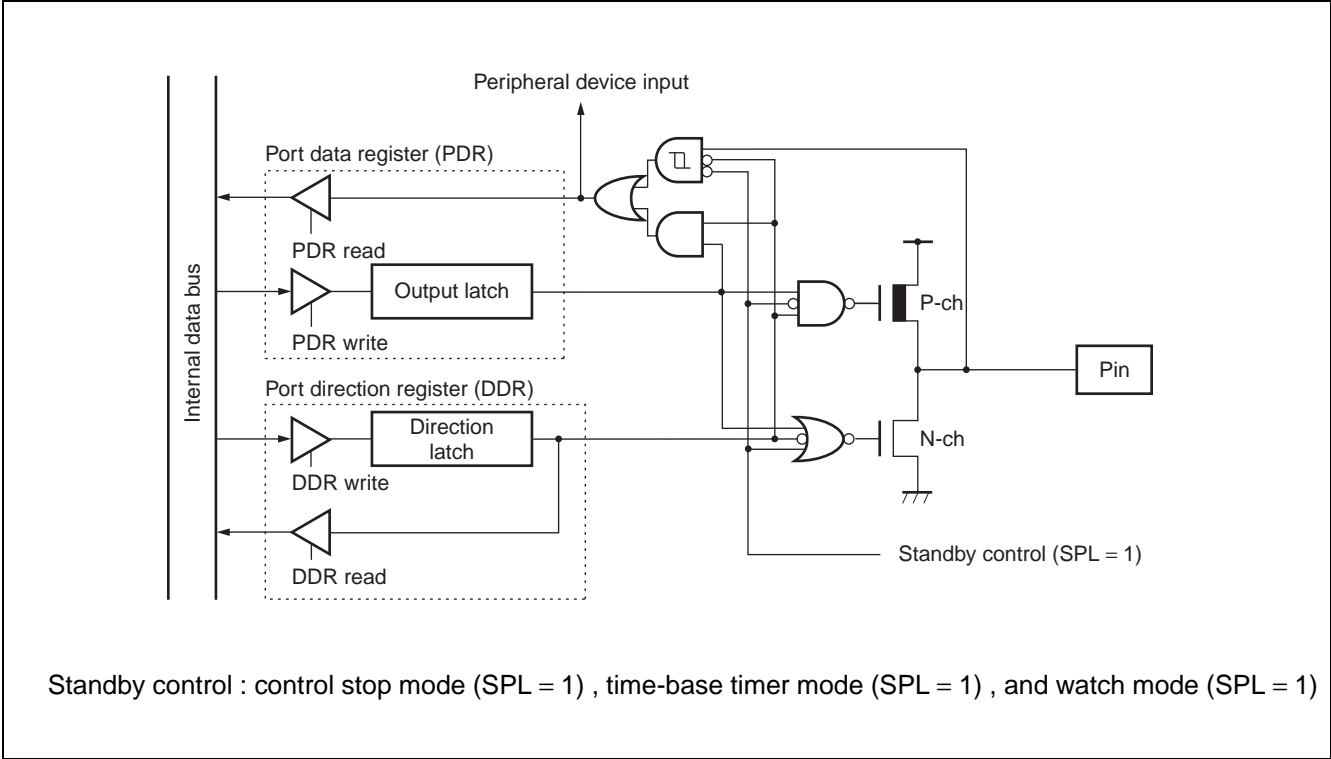 Peripheral device input
Port data register (PDR)
PDR read
Output latch
PDR write
Internal data bus
P-ch
Pin
Port direction register (DDR)
Direction
latch
N-ch
DDR write
Standby control (SPL = 1)
DDR read
Standby control : control stop mode (SPL = 1) , time-base timer mode (SPL = 1) , and watch mode (SPL = 1)